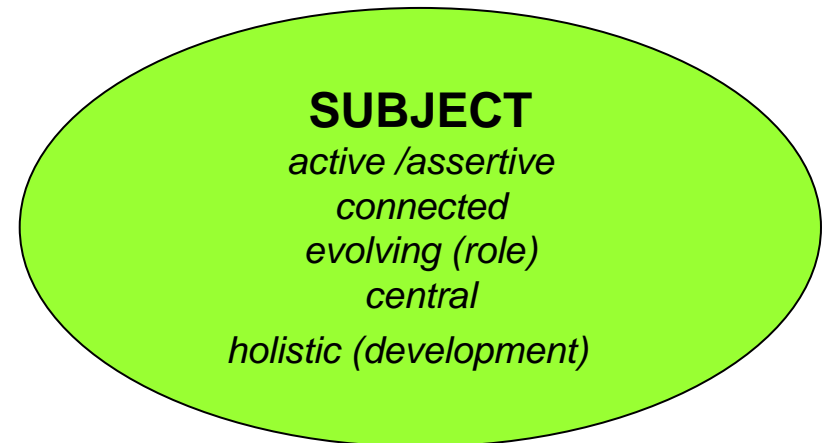 SUBJECT
active /assertive
connected
evolving (role)
central
holistic (development)